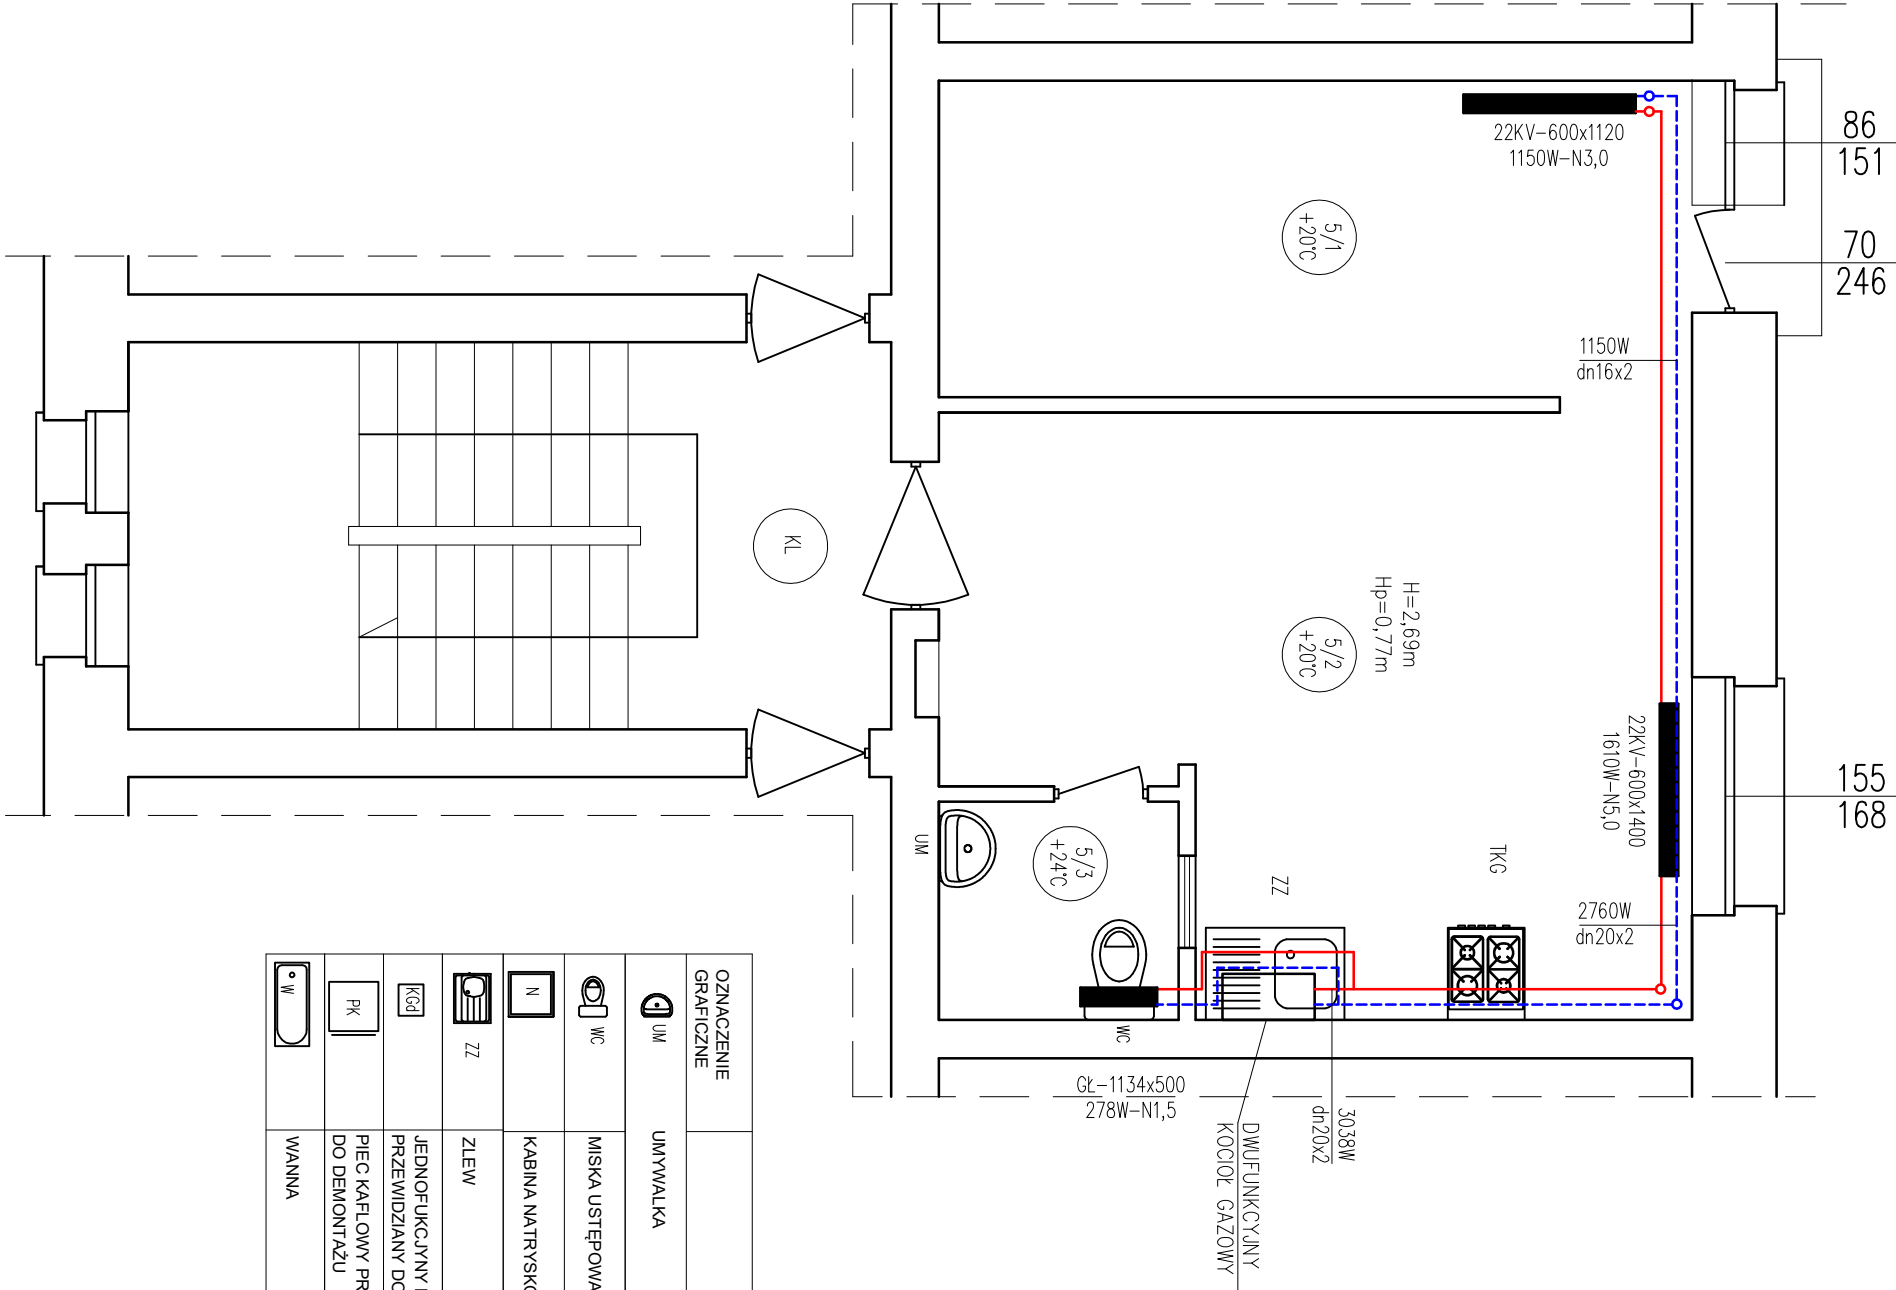 86
151
70
246
155
168
22KV-600x1120
1150W-N3,0
5/1
+20°C
1150W
dn16x2
KL
H=2,69m
Hp=0,77m
5/2
+20°C
22KV-600x1400
1610W-N5,0
TKG
2760W
dn20x2
ZZ
UM
5/3
+24°C
WC
GŁ-1134x500
278W-N1,5
3038W
dn20x2
DWUFUNKCYJNY
KOCIOŁ GAZOWY
OZNACZENIE
GRAFICZNE
UM
UMYWALKA
WC
MISKA USTĘPOWA
N
KABINA NATRYSKO
ZZ
ZLEW
KGd
JEDNOFUKCJYNY
PRZEWIDZIANY DO
PK
PIEC KAFLOWY PR
DO DEMONTAŻU
W
WANNA